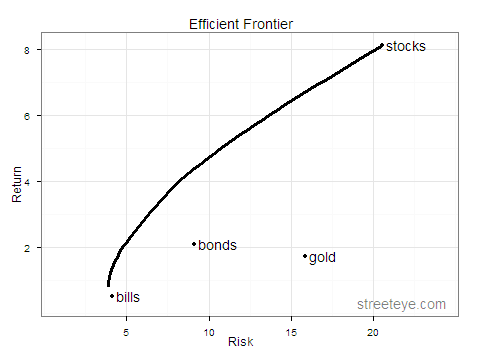 Efficient Frontier
8
6
4
2
Return
stocks
bonds
gold
bills
streeteye.com
5
10
15
20
Risk